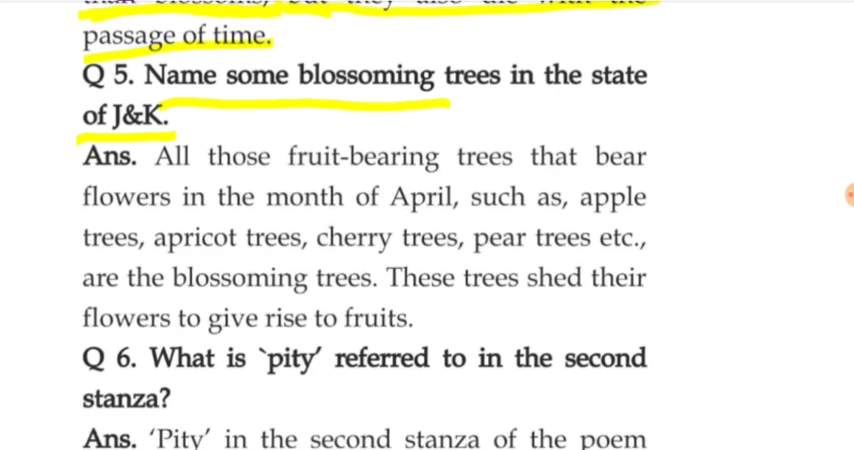 passage of time.
Q 5. Name some blossoming trees in the state
of J&K.
Ans. All those fruit-bearing trees that bear
flowers in the month of April, such as, apple
trees, apricot trees, cherry trees, pear trees etc.,
are the blossoming trees. These trees shed their
flowers to give rise to fruits.
Q 6. What is `pity′ referred to in the second
stanza?
Ans. ‘Pity’ in the second stanza of the poem